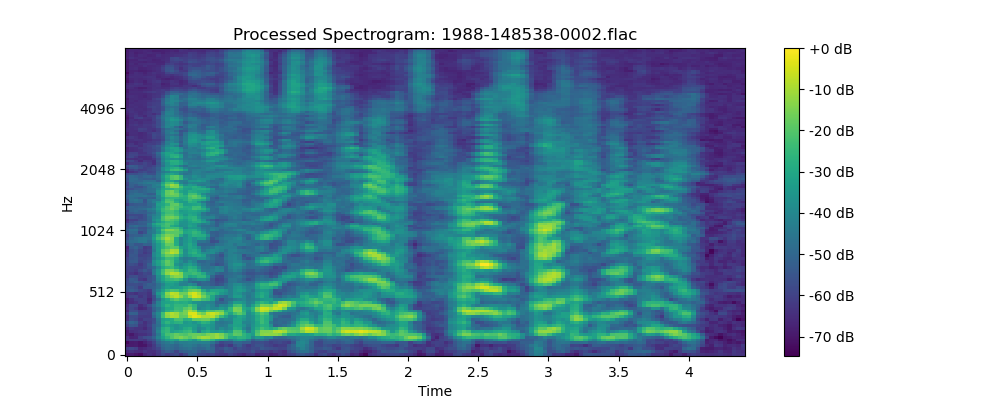 Processed Spectrogram: 1988-148538-0002.flac
Hz
4096
2048
1024
512
0
0 0.5 1 1.5 2 2.5 3 3.5 4
Time
+0 dB
-10 dB
-20 dB
-30 dB
-40 dB
-50 dB
-60 dB
-70 dB